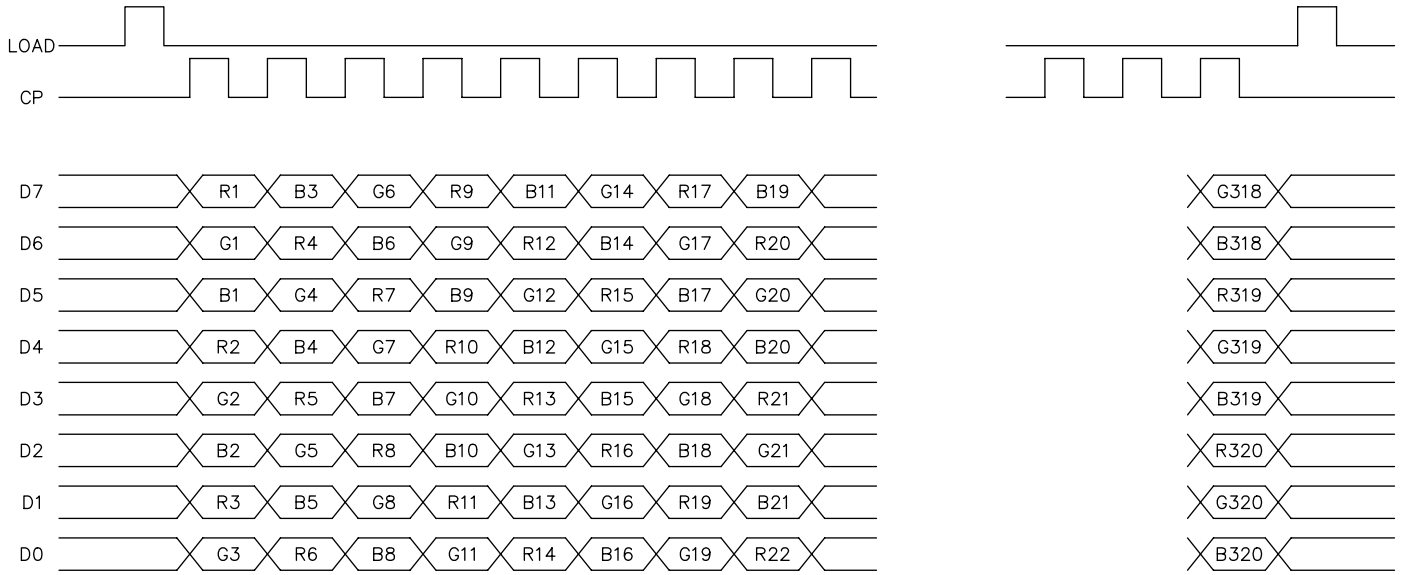 LOAD
CP
D7 R1 B3 G6 R9 B11 G14 R17 B19 G318
D6 G1 R4 B6 G9 R12 B14 G17 R20 B318
D5 B1 G4 R7 B9 G12 R15 B17 G20 R319
D4 R2 B4 G7 R10 B12 G15 R18 B20 G319
D3 G2 R5 B7 G10 R13 B15 G18 R21 B319
D2 B2 G5 R8 B10 G13 R16 B18 G21 R320
D1 R3 B5 G8 R11 B13 G16 R19 B21 G320
D0 G3 R6 B8 G11 R14 B16 G19 R22 B320